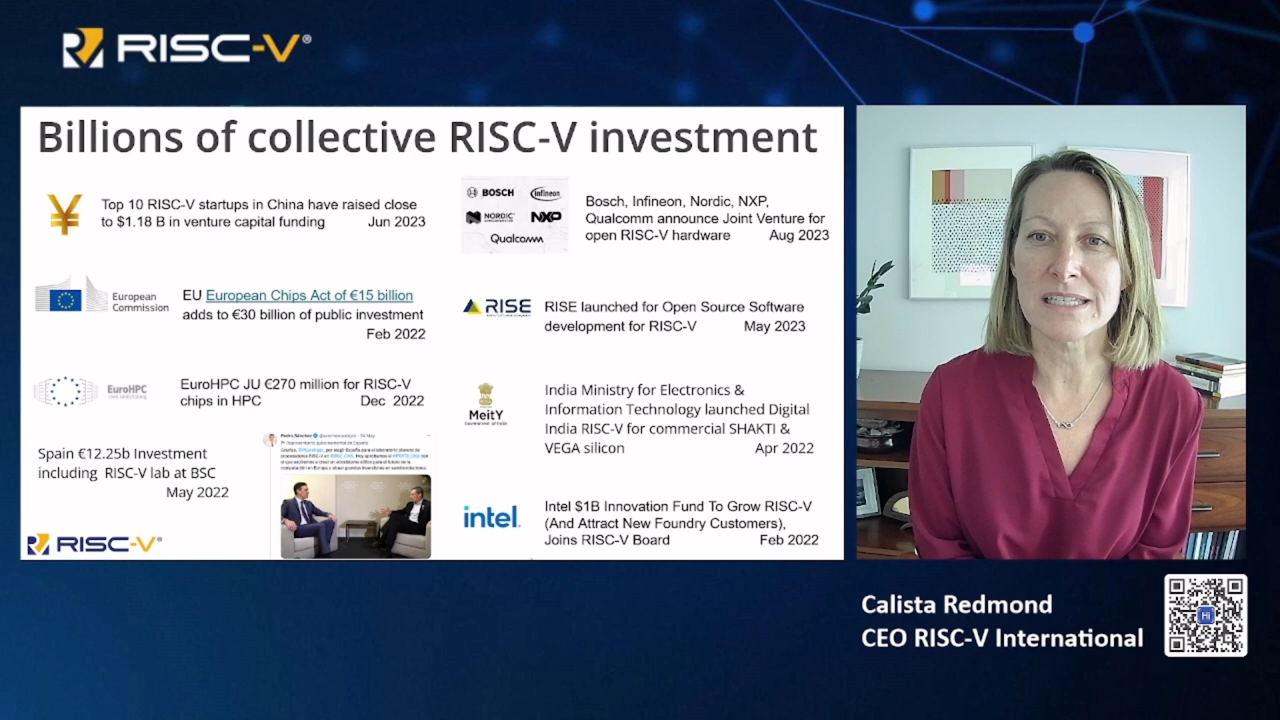 RISC-V®
Billions of collective RISC-V investment
Top 10 RISC-V startups in China have raised close
to $1.18 B in venture capital funding Jun 2023
European
Commission
EU European Chips Act of €15 billion
adds to €30 billion of public investment
Feb 2022
EuroHPC
EuroHPC JU €270 million for RISC-V
chips in HPC Dec 2022
Spain €12.25b Investment
including RISC-V lab at BSC
May 2022
RISC-V®
BOSCH
infineon
NORDIC
NXP
Qualcomm
Bosch, Infineon, Nordic, NXP,
Qualcomm announce Joint Venture for
open RISC-V hardware Aug 2023
RISE
RISE launched for Open Source Software
development for RISC-V May 2023
MeitY
Government of India
India Ministry for Electronics &
Information Technology launched Digital
India RISC-V for commercial SHAKTI &
VEGA silicon Apr 2022
intel.
Intel $1B Innovation Fund To Grow RISC-V
(And Attract New Foundry Customers),
Joins RISC-V Board Feb 2022
Calista Redmond
CEO RISC-V International
Hi